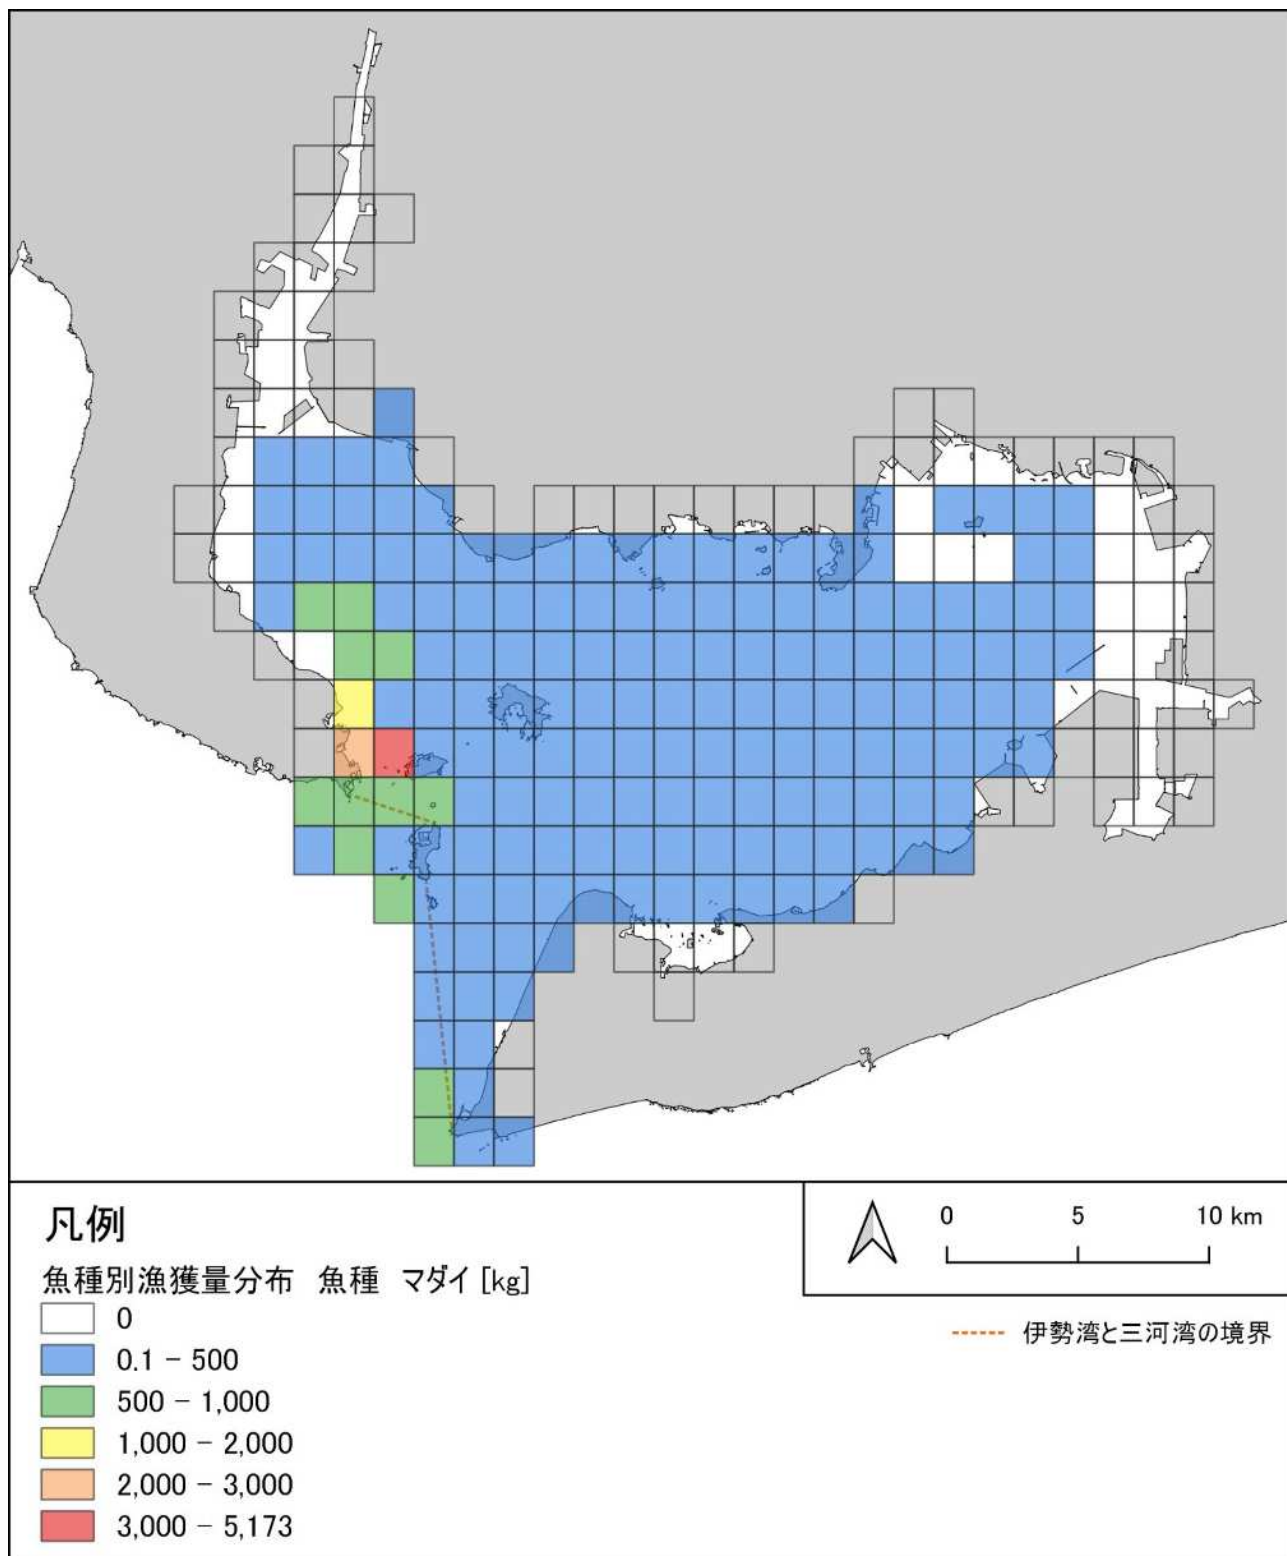 0 5 10 km
凡例
魚種別漁獲量分布 魚種 マダイ [kg]
0
0.1 － 500
500 － 1,000
1,000 － 2,000
2,000 － 3,000
3,000 － 5,173
伊勢湾と三河湾の境界